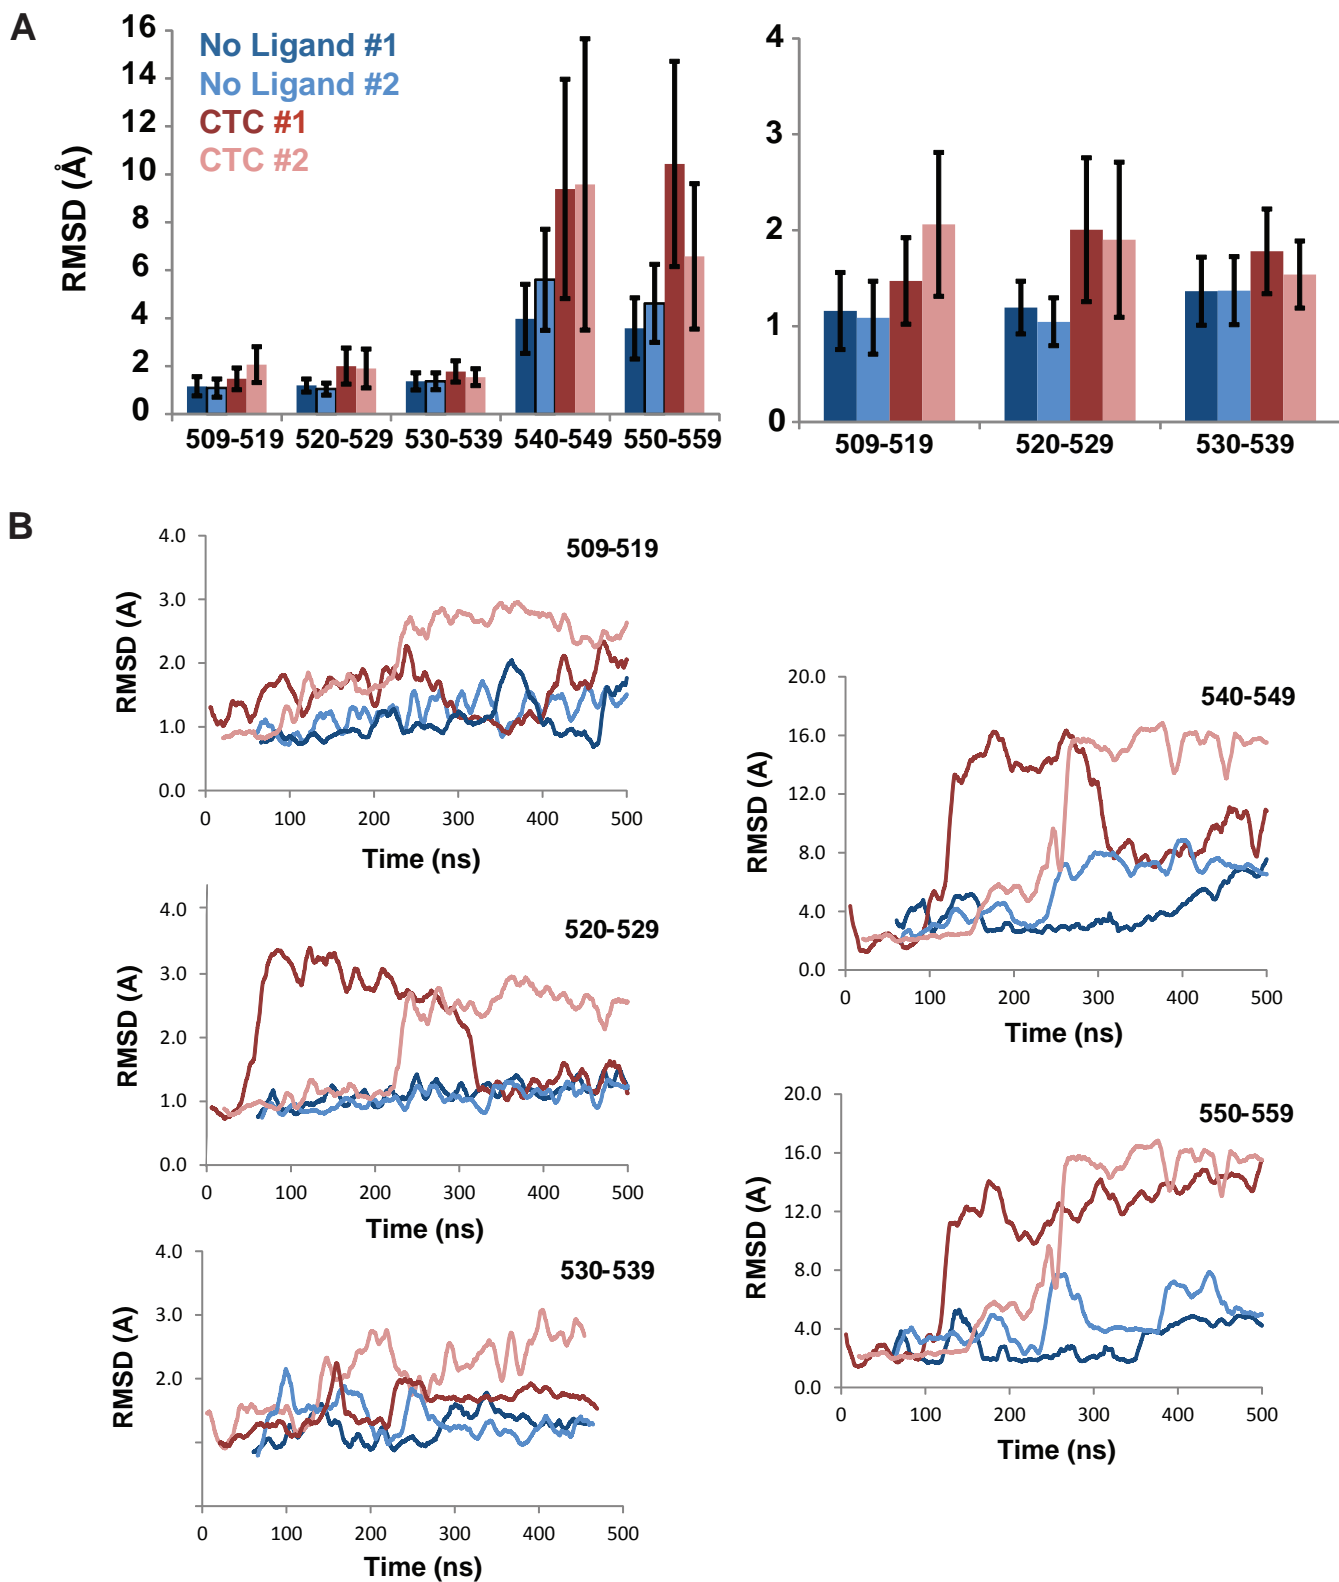 A
16
14
12
10
8
6
4
2
0
RMSD (Å)
No Ligand #1
No Ligand #2
CTC #1
CTC #2
509-519 520-529 530-539 540-549 550-559
4
3
2
1
0
509-519 520-529 530-539
B
4.0
3.0
2.0
1.0
0.0
RMSD (A)
509-519
0 100 200 300 400 500
Time (ns)
4.0
3.0
2.0
1.0
0.0
RMSD (A)
520-529
0 100 200 300 400 500
Time (ns)
4.0
3.0
2.0
RMSD (A)
530-539
0 100 200 300 400 500
Time (ns)
20.0
16.0
12.0
8.0
4.0
0.0
RMSD (A)
540-549
0 100 200 300 400 500
Time (ns)
20.0
16.0
12.0
8.0
4.0
0.0
RMSD (A)
550-559
0 100 200 300 400 500
Time (ns)